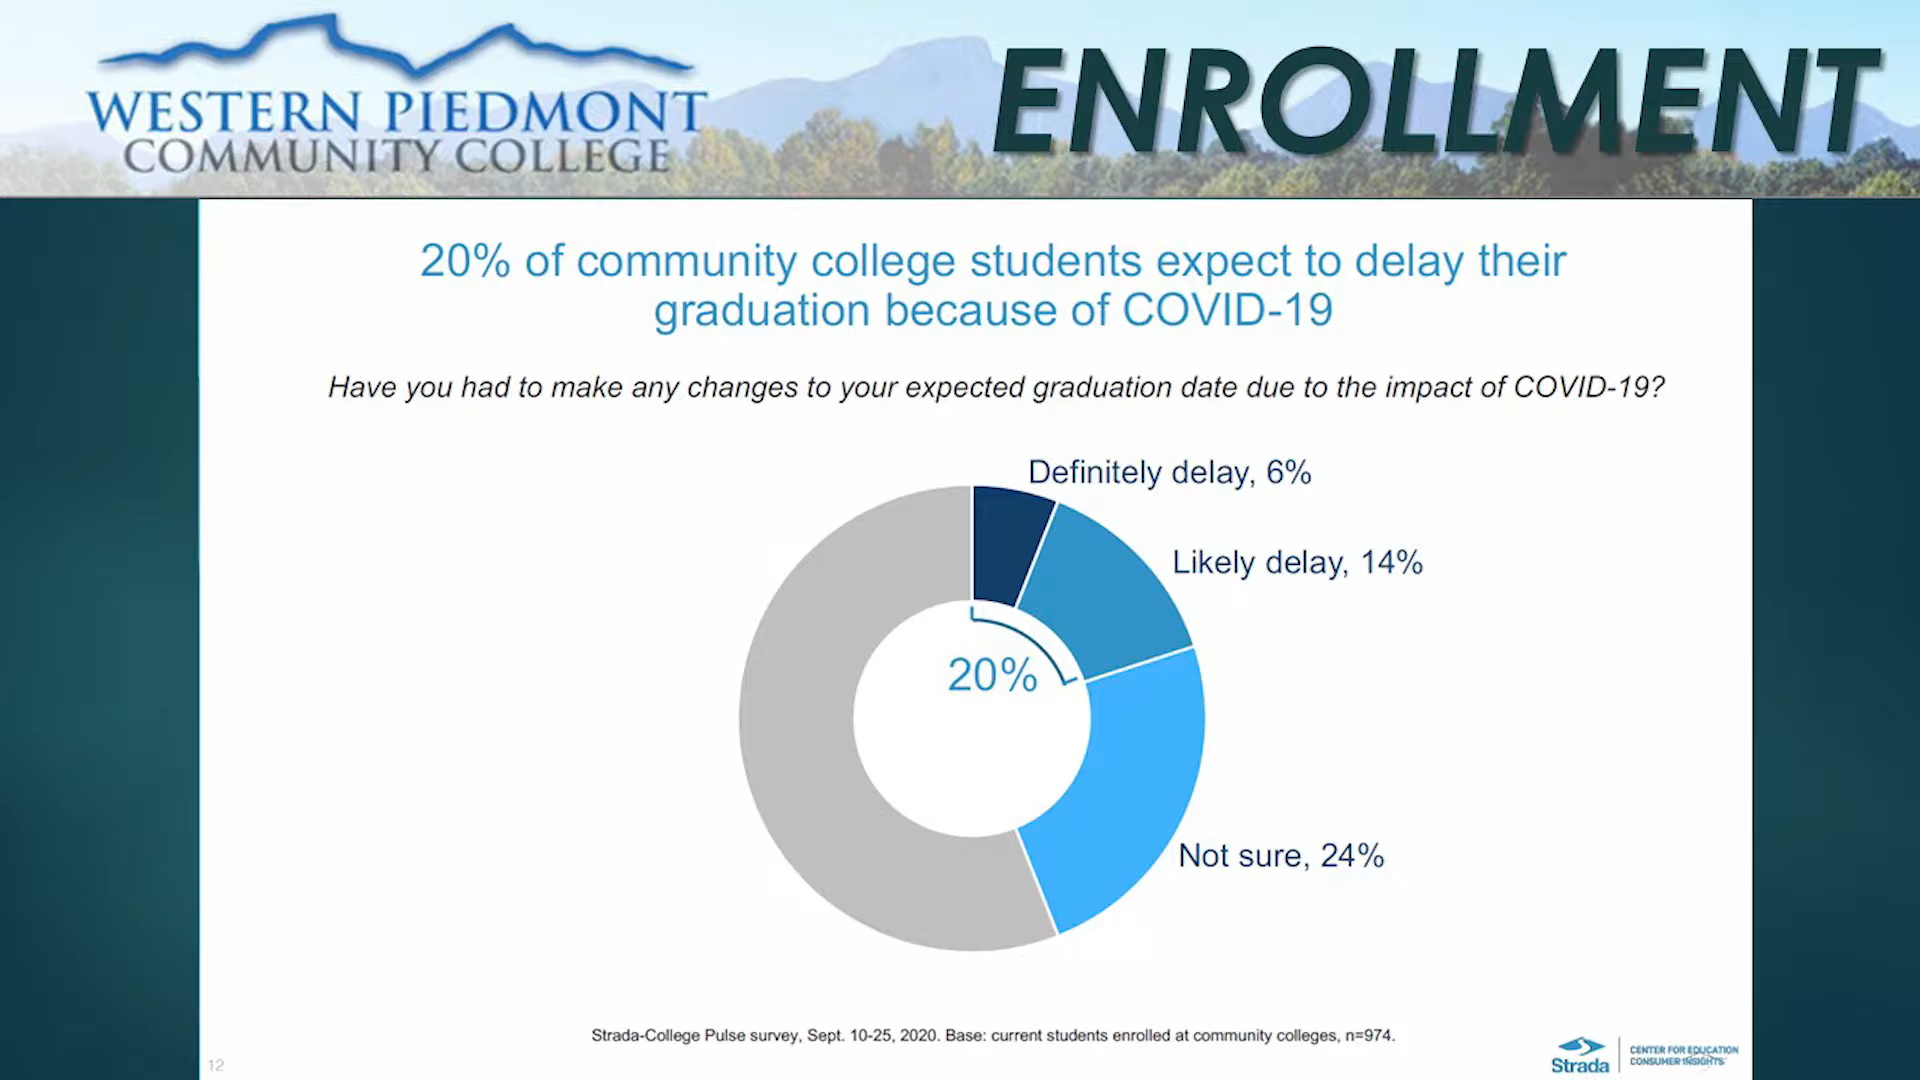 WESTERN PIEDMONT
COMMUNITY COLLEGE
ENROLLMENT
20% of community college students expect to delay their
graduation because of COVID-19
Have you had to make any changes to your expected graduation date due to the impact of COVID-19?
Definitely delay, 6%
Likely delay, 14%
20%
Not sure, 24%
Strada-College Pulse survey, Sept. 10-25, 2020. Base: current students enrolled at community colleges, n=974.
12
Strada
CENTER FOR EDUCATION
CONSUMER INSIGHTS